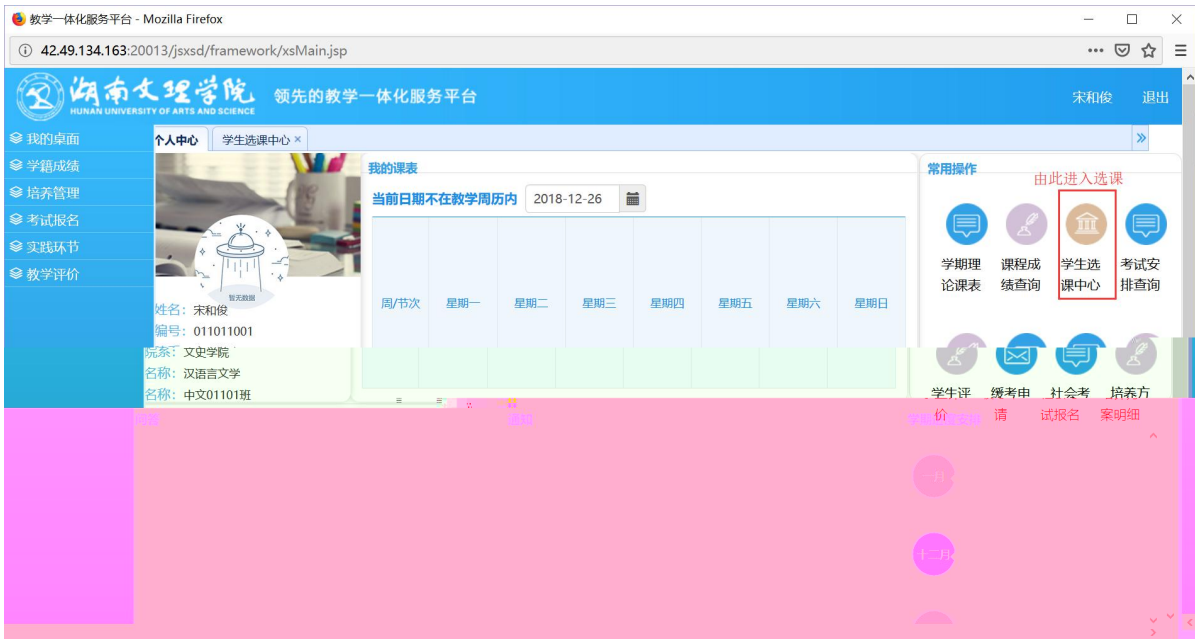 教学一体化服务平台 - Mozilla Firefox
42.49.134.163:20013/jsxsd/framework/xsMain.jsp
湖南文理学院
HUNAN UNIVERSITY OF ARTS AND SCIENCE
领先的教学一体化服务平台
宋和俊 退出
我的桌面
学籍成绩
培养管理
考试报名
实践环节
教学评价
个人中心 学生选课中心
暂无数据
姓名：宋和俊
编号：011011001
院系：文史学院
名称：汉语言文学
名称：中文01101班
我的课表
当前日期不在教学周历内 2018-12-26
周/节次 星期一 星期二 星期三 星期四 星期五 星期六 星期日
常用操作
由此进入选课
学期理论课表
课程成绩查询
学生选课中心
考试安排查询
学生评价
缓考申请
社会考试报名
培养方案明细
通知
一月
十二月